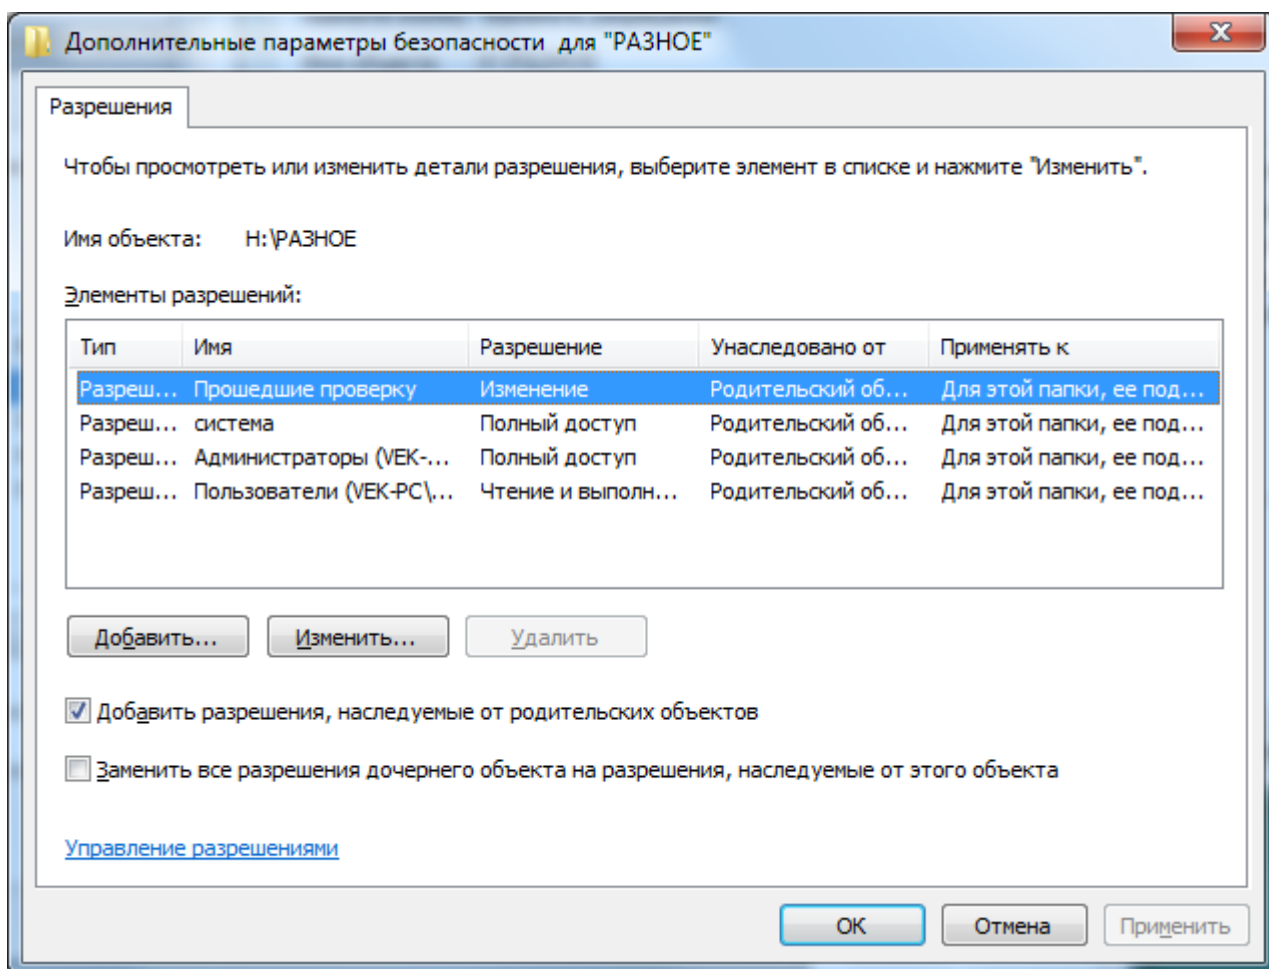 Дополнительные параметры безопасности для "РАЗНОЕ"
Разрешения
Чтобы просмотреть или изменить детали разрешения, выберите элемент в списке и нажмите "Изменить".
Имя объекта: H:\РАЗНОЕ
Элементы разрешений:
Тип Имя Разрешение Унаследовано от Применять к
Разреш... Прошедшие проверку Изменение Родительский об... Для этой папки, ее под...
Разреш... система Полный доступ Родительский об... Для этой папки, ее под...
Разреш... Администраторы (VEK-... Полный доступ Родительский об... Для этой папки, ее под...
Разреш... Пользователи (VEK-PC\... Чтение и выполн... Родительский об... Для этой папки, ее под...
Добавить... Изменить... Удалить
Добавить разрешения, наследуемые от родительских объектов
Заменить все разрешения дочернего объекта на разрешения, наследуемые от этого объекта
Управление разрешениями
ОК Отмена Применить